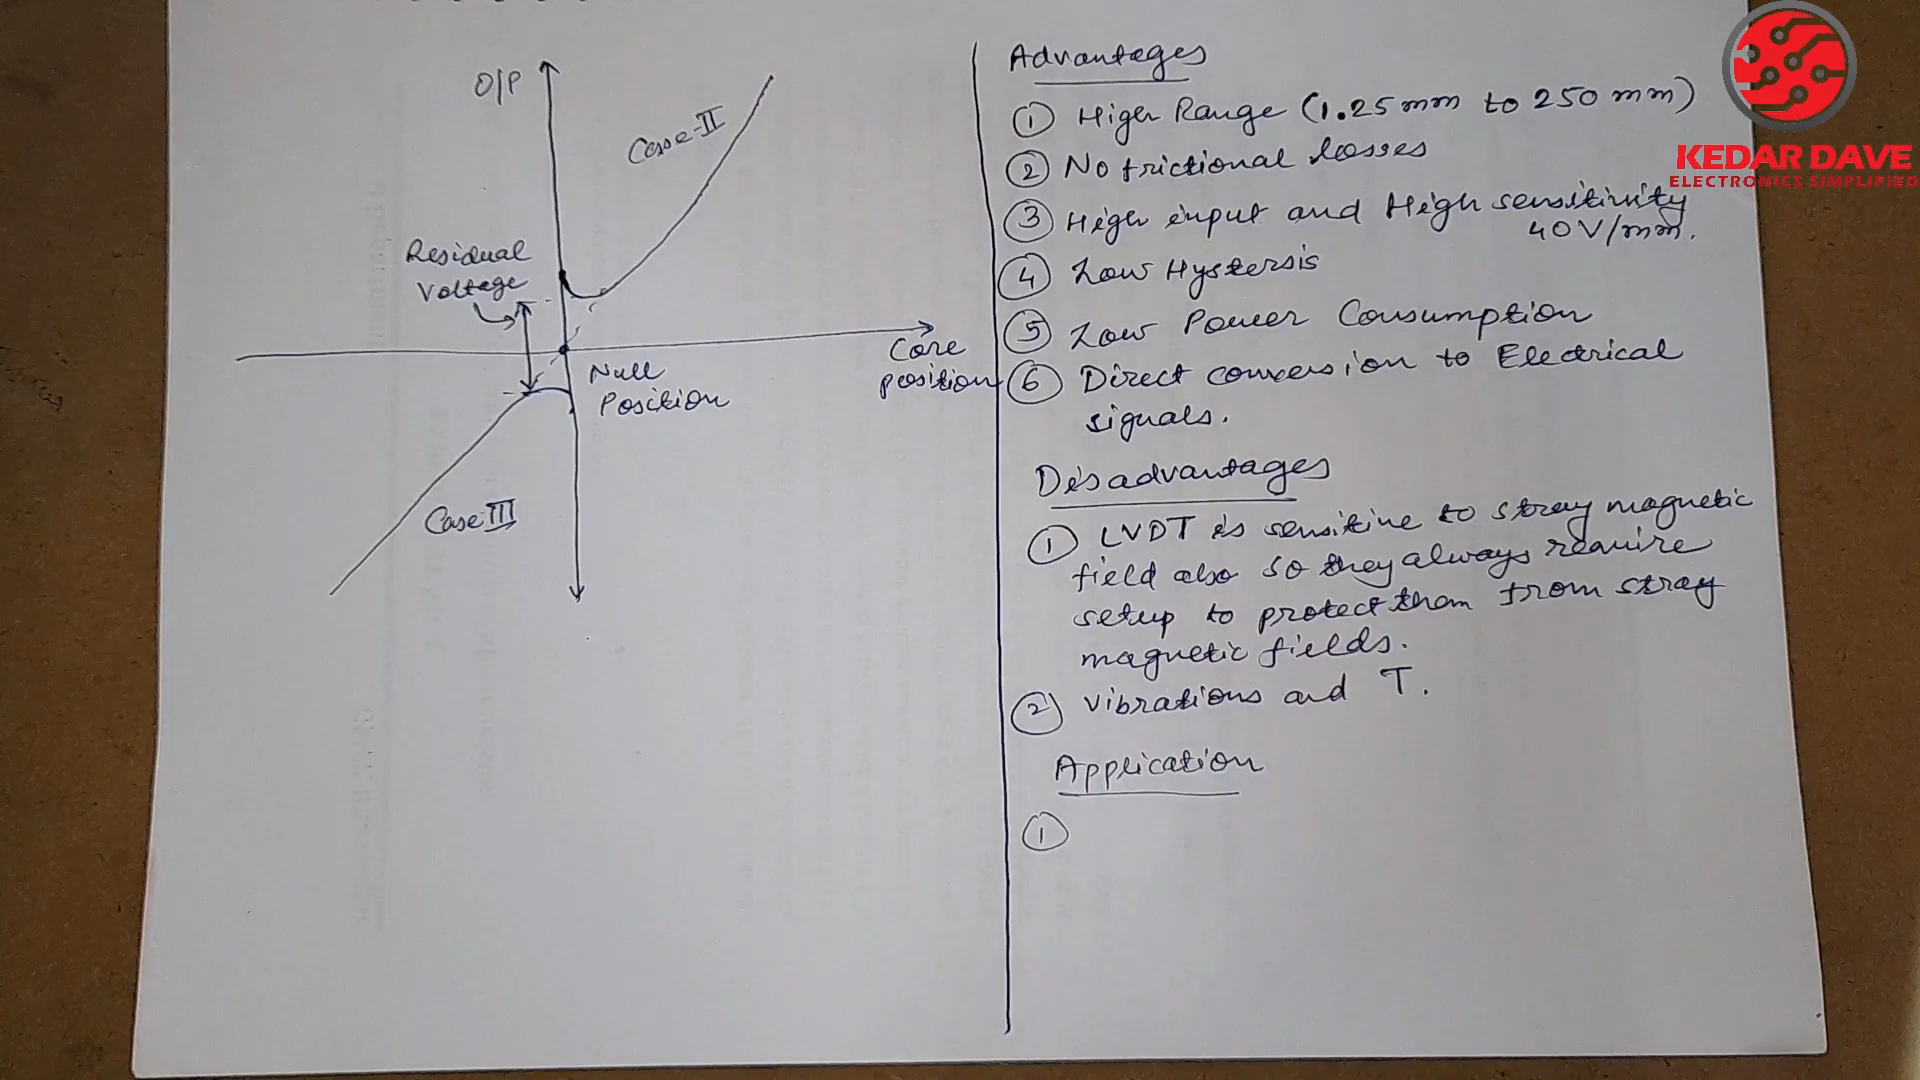 O/P
Case-II
Residual
Voltage
Core
position
Null
Position
Case III
Advantages
① High Range (1.25 mm to 250 mm)
② No frictional losses
③ High input and High sensitivity
40 V/mm.
④ Low Hystersis
⑤ Low Power Consumption
⑥ Direct conversion to Electrical
signals.
Disadvantages
① LVDT is sensitive to stray magnetic
field also so they always require
setup to protect them from stray
magnetic fields.
② Vibrations and T.
Application
①
KEDAR DAVE
ELECTRONICS SIMPLIFIED